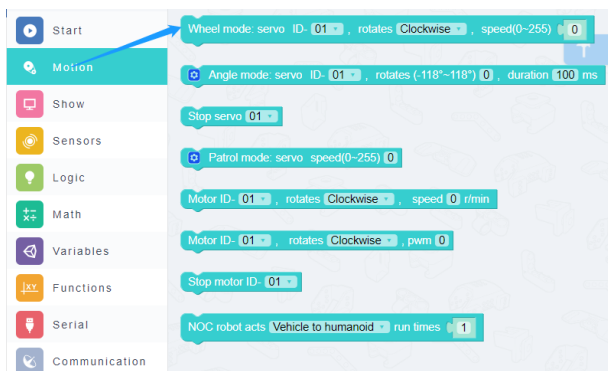 Start
Motion
Show
Sensors
Logic
Math
Variables
Functions
Serial
Communication
Wheel mode: servo ID- 01 , rotates Clockwise , speed(0~255) 0
Angle mode: servo ID- 01 , rotates (-118°~118°) 0 , duration 100 ms
Stop servo 01
Patrol mode: servo speed(0~255) 0
Motor ID- 01 , rotates Clockwise , speed 0 r/min
Motor ID- 01 , rotates Clockwise , pwm 0
Stop motor ID- 01
NOC robot acts Vehicle to humanoid run times 1